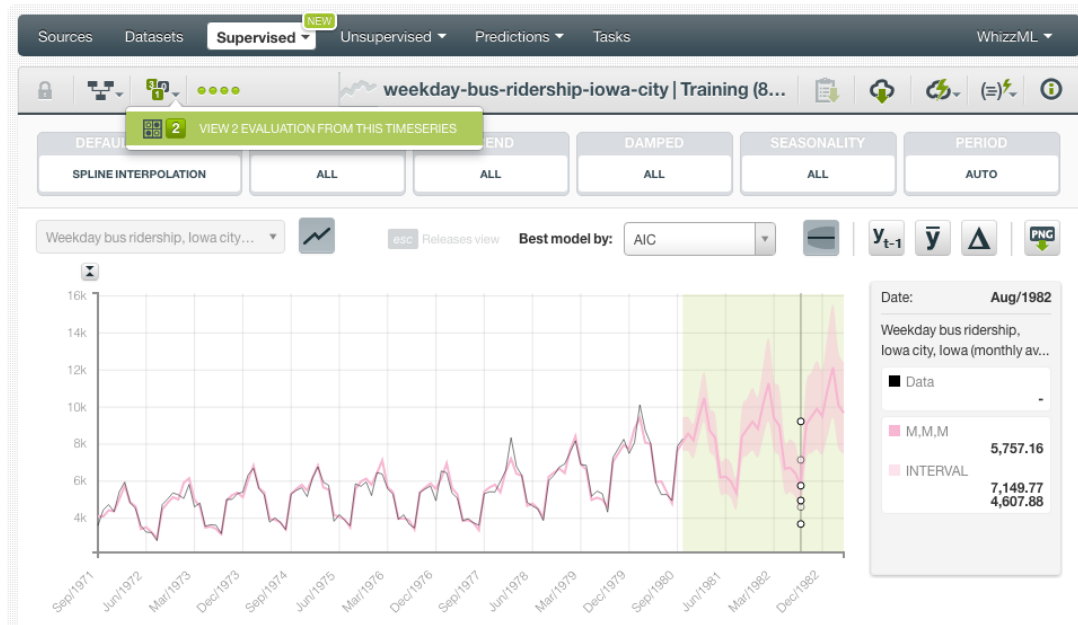 Sources Datasets Supervised NEW Unsupervised Predictions Tasks WhizzML
weekday-bus-ridership-iowa-city | Training (8...
2 VIEW 2 EVALUATION FROM THIS TIMESERIES
DAMPED SEASONALITY PERIOD
SPLINE INTERPOLATION ALL ALL ALL ALL AUTO
Weekday bus ridership, Iowa city... esc Releases view Best model by: AIC yt-1 y Δ PNG
16k
14k
12k
10k
8k
6k
4k
Sep/1971 Jun/1972 Mar/1973 Dec/1973 Sep/1974 Jun/1975 Mar/1976 Dec/1976 Sep/1977 Jun/1978 Mar/1979 Dec/1979 Sep/1980 Jun/1981 Mar/1982 Dec/1982
Date: Aug/1982
Weekday bus ridership,
Iowa city, Iowa (monthly av...
Data
-
M,M,M
5,757.16
INTERVAL
7,149.77
4,607.88